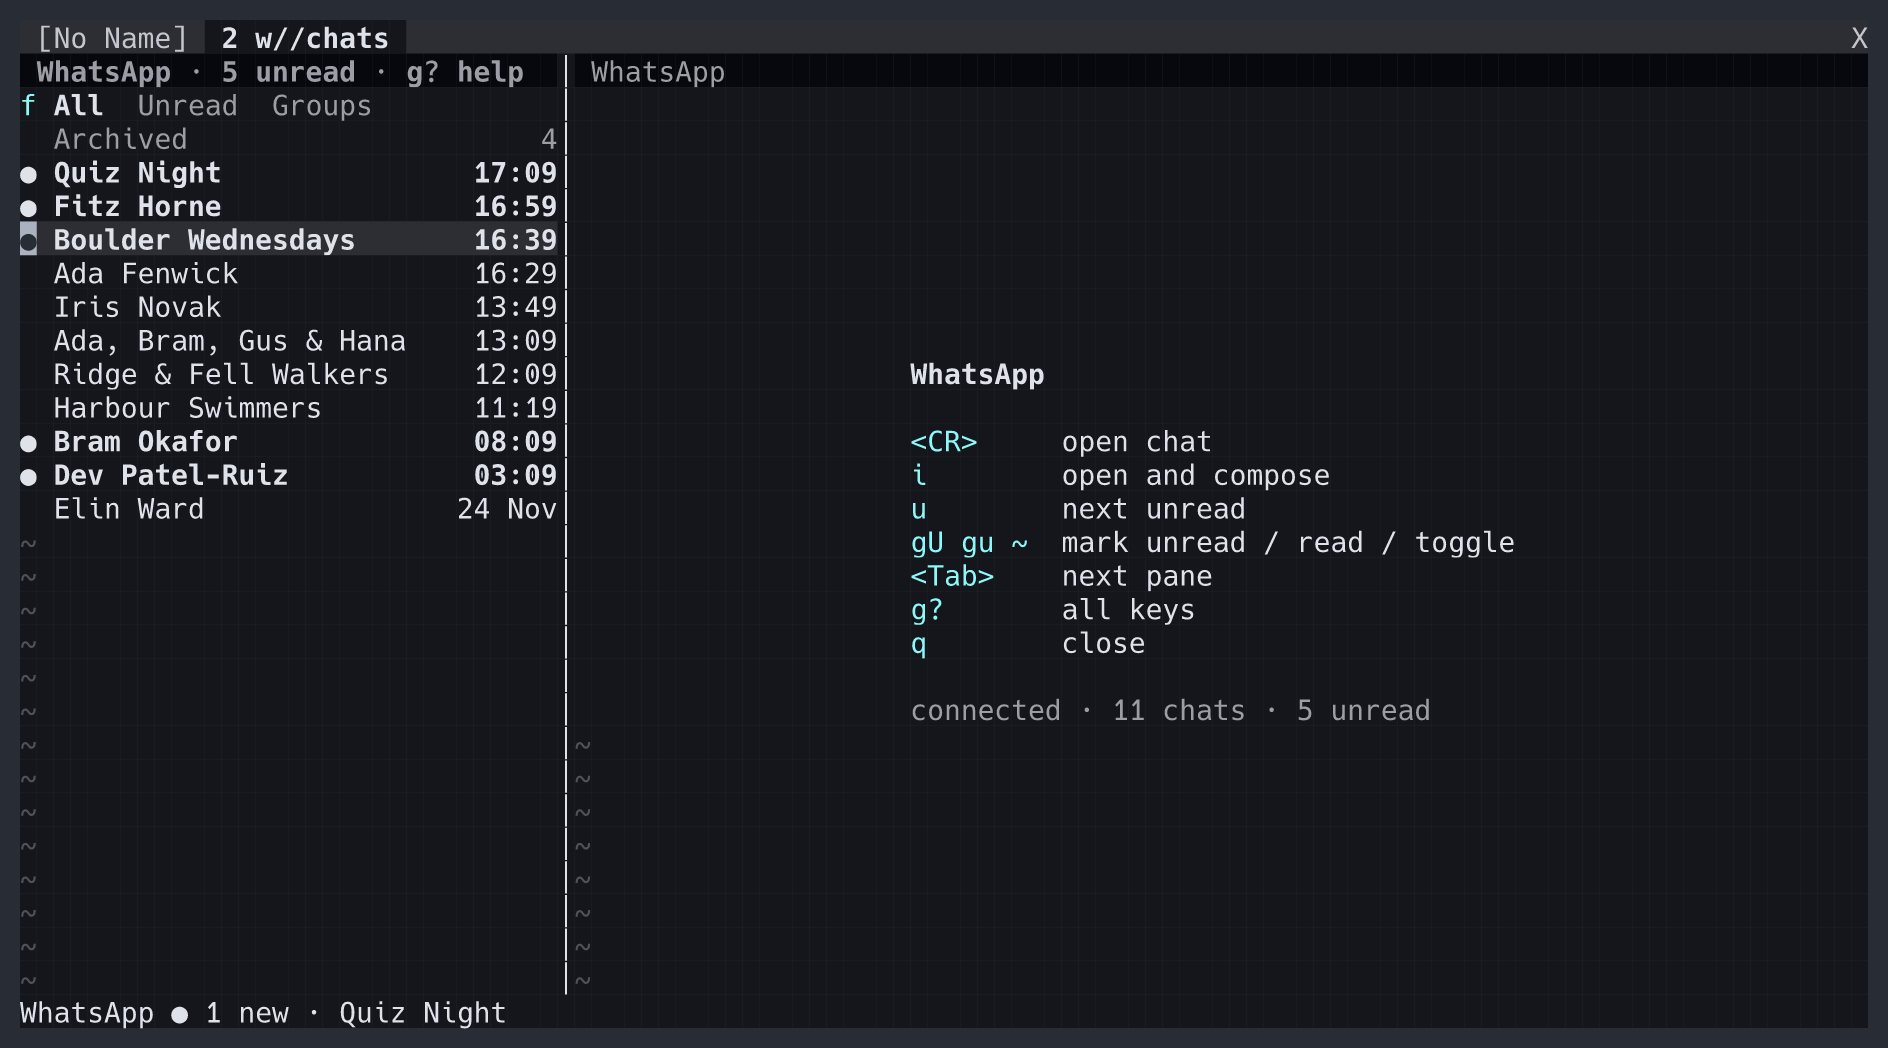 [No Name] 2 w//chats X
WhatsApp · 5 unread · g? help
f All Unread Groups
Archived 4
● Quiz Night 17:09
● Fitz Horne 16:59
● Boulder Wednesdays 16:39
Ada Fenwick 16:29
Iris Novak 13:49
Ada, Bram, Gus & Hana 13:09
Ridge & Fell Walkers 12:09
Harbour Swimmers 11:19
● Bram Okafor 08:09
● Dev Patel-Ruiz 03:09
Elin Ward 24 Nov
~
~
~
~
~
~
~
~
~
~
~
~
~
~
WhatsApp
WhatsApp
<CR> open chat
i open and compose
u next unread
gU gu ~ mark unread / read / toggle
<Tab> next pane
g? all keys
q close
connected · 11 chats · 5 unread
~
~
~
~
~
~
~
~
WhatsApp ● 1 new · Quiz Night